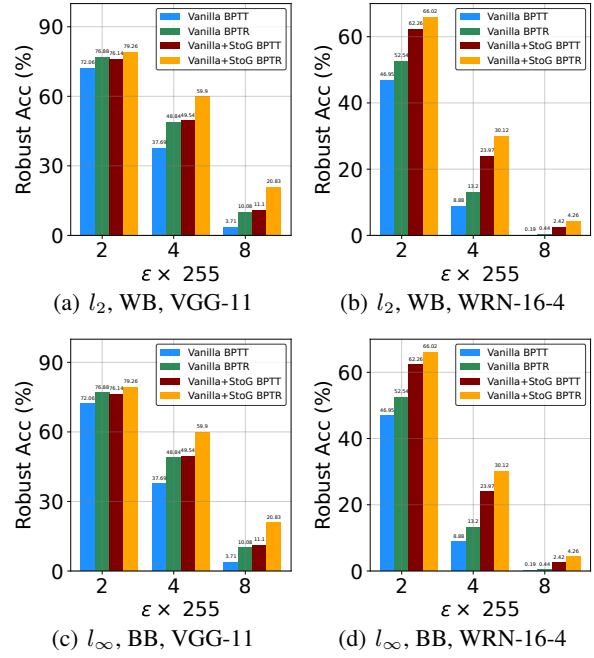 Robust Acc (%)
90
60
30
0
Vanilla BPTT
Vanilla BPTR
Vanilla+StoG BPTT
Vanilla+StoG BPTR
72.06 76.88 76.14 79.26
37.69 48.84 49.54 59.9
3.71 10.08 11.1 20.83
2 4 8
ε × 255
(a) l₂, WB, VGG-11
Robust Acc (%)
60
40
20
0
Vanilla BPTT
Vanilla BPTR
Vanilla+StoG BPTT
Vanilla+StoG BPTR
46.95 52.54 62.26 66.02
8.88 13.2 23.97 30.12
0.19 0.44 2.42 4.26
2 4 8
ε × 255
(b) l₂, WB, WRN-16-4
Robust Acc (%)
90
60
30
0
Vanilla BPTT
Vanilla BPTR
Vanilla+StoG BPTT
Vanilla+StoG BPTR
72.06 76.88 76.14 79.26
37.69 48.84 49.54 59.9
3.71 10.08 11.1 20.83
2 4 8
ε × 255
(c) l∞, BB, VGG-11
Robust Acc (%)
60
40
20
0
Vanilla BPTT
Vanilla BPTR
Vanilla+StoG BPTT
Vanilla+StoG BPTR
46.95 52.54 62.26 66.02
8.88 13.2 23.97 30.12
0.19 0.44 2.42 4.26
2 4 8
ε × 255
(d) l∞, BB, WRN-16-4